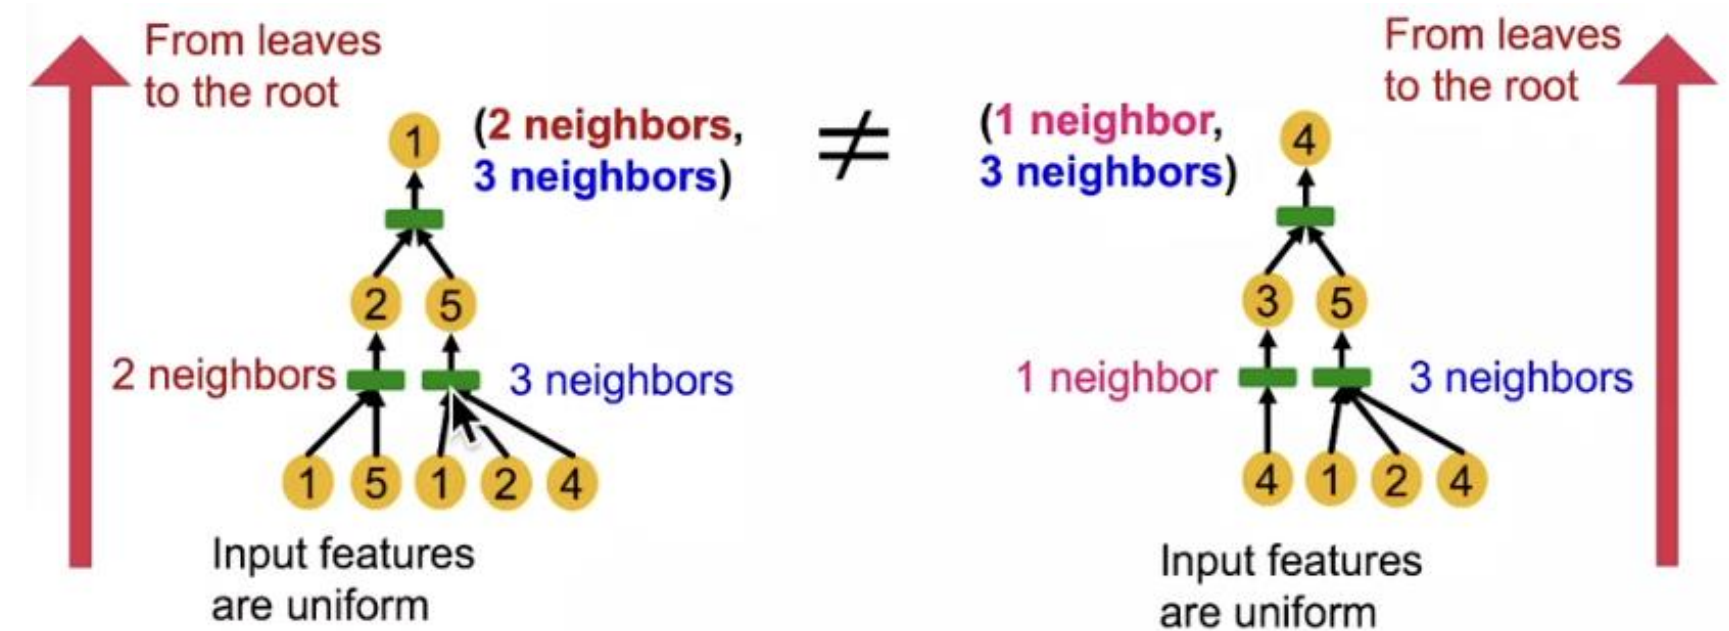 From leaves
to the root
1
(2 neighbors,
3 neighbors)
2 5
2 neighbors
3 neighbors
1 5 1 2 4
Input features
are uniform
≠
From leaves
to the root
(1 neighbor,
3 neighbors)
4
3 5
1 neighbor
3 neighbors
4 1 2 4
Input features
are uniform